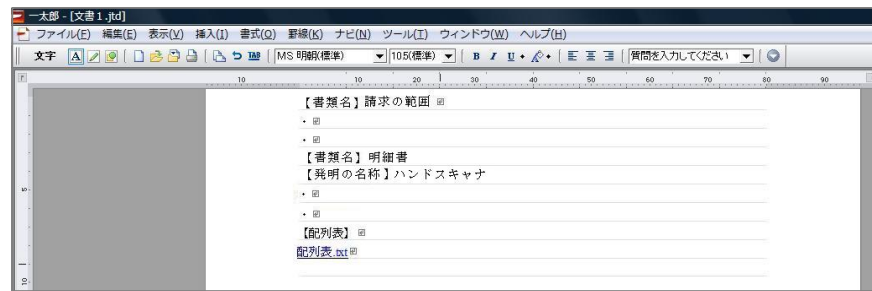 一太郎 - [文書1.jtd]
ファイル(F) 編集(E) 表示(V) 挿入(I) 書式(O) 罫線(K) ナビ(N) ツール(T) ウィンドウ(W) ヘルプ(H)
文字 A TAB MS 明朝(標準) 10.5(標準) B I U 質問を入力してください
10 10 20 30 40 50 60 70 80 90
【書類名】請求の範囲
・
・
【書類名】明細書
【発明の名称】ハンドスキャナ
5
・
・
【配列表】
配列表.txt
10